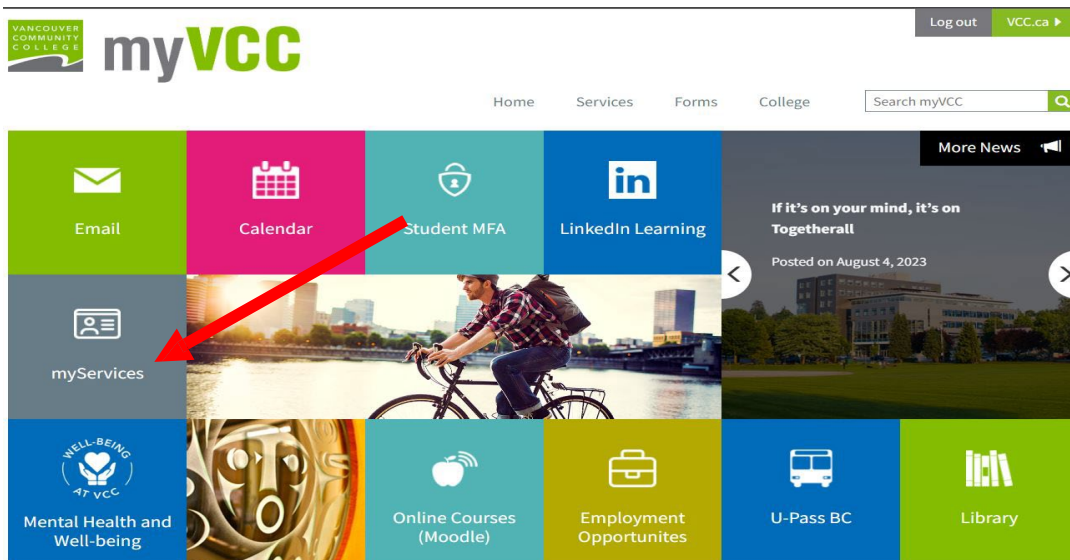 VANCOUVER
COMMUNITY
COLLEGE
myVCC
Log out
VCC.ca
Home
Services
Forms
College
Search myVCC
More News
Email
Calendar
Student MFA
LinkedIn Learning
in
If it's on your mind, it's on
Togetherall
Posted on August 4, 2023
myServices
WELL-BEING
AT VCC
Mental Health and
Well-being
Online Courses
(Moodle)
Employment
Opportunites
U-Pass BC
Library